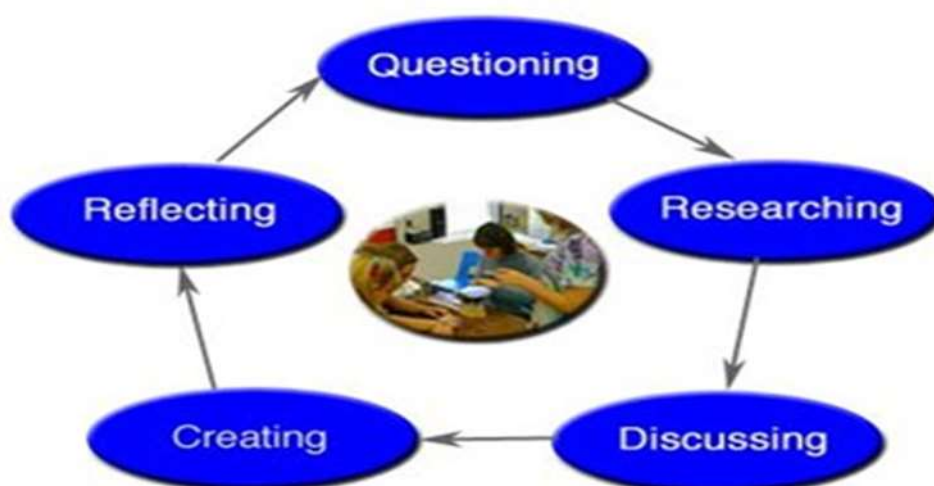 Questioning
Researching
Discussing
Creating
Reflecting